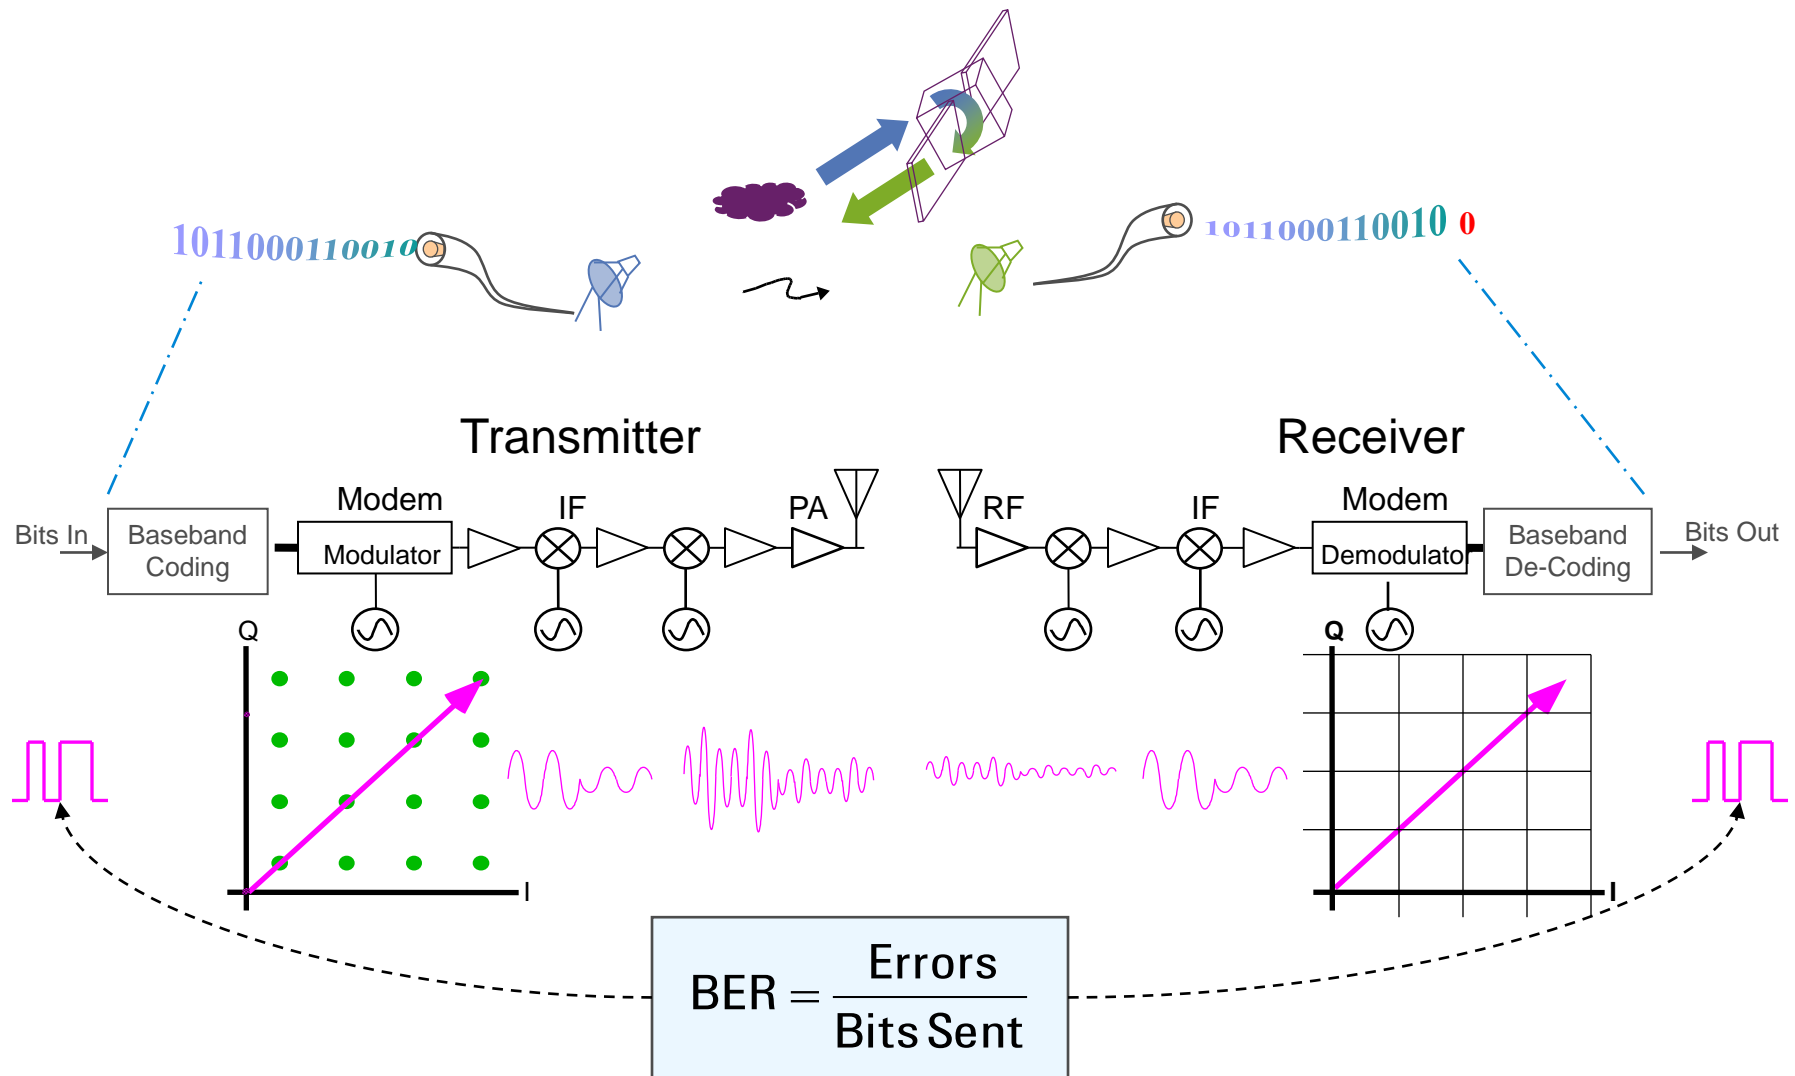 1011000110010
1011000110010 0
Transmitter
Receiver
Modem
IF
PA
RF
IF
Modem
Bits In
Baseband
Coding
Modulator
Demodulato
Baseband
De-Coding
Bits Out
Q
I
Q
I
BER = Errors
Bits Sent